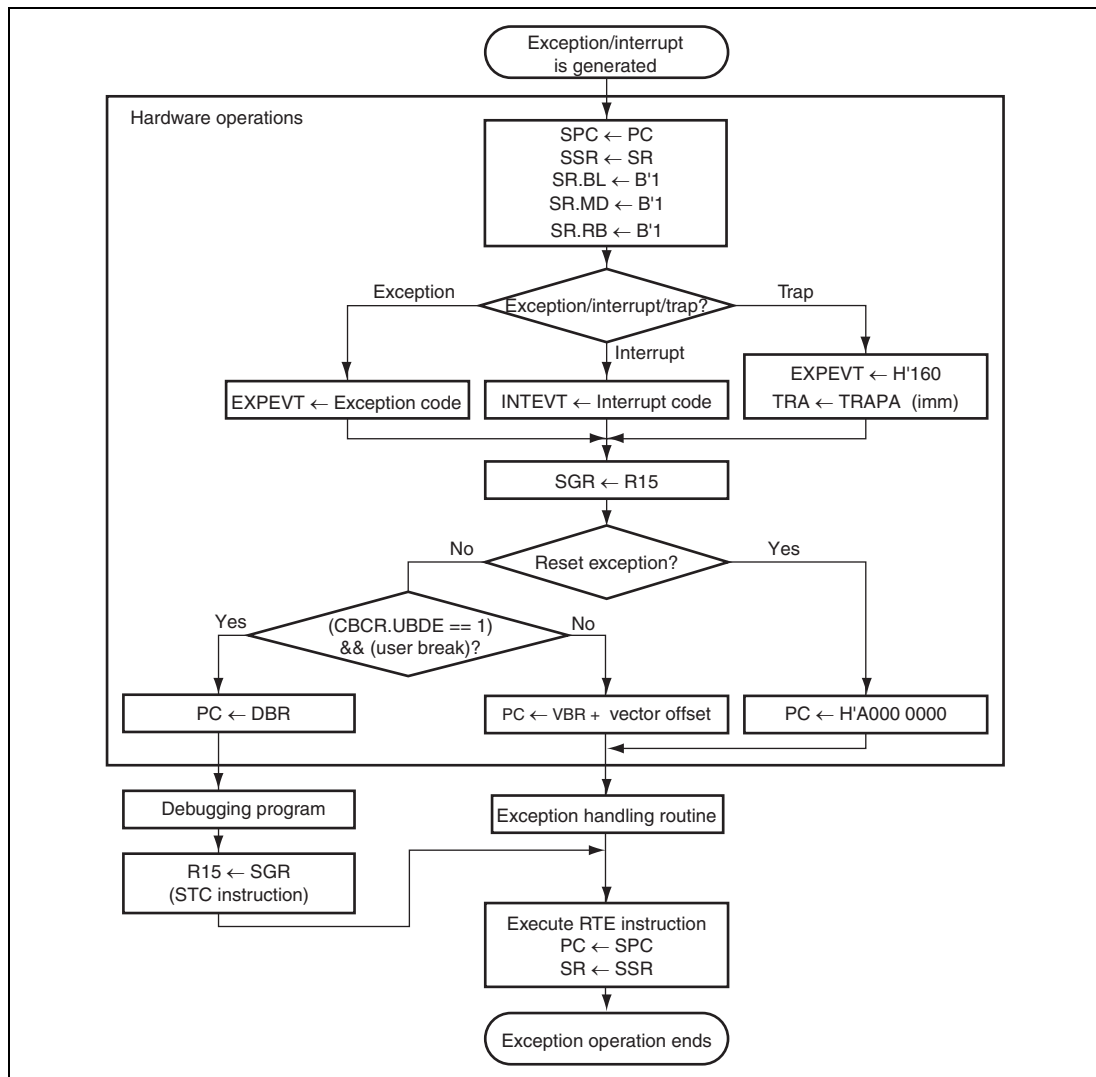 Exception/interrupt
is generated
Hardware operations
SPC ← PC
SSR ← SR
SR.BL ← B'1
SR.MD ← B'1
SR.RB ← B'1
Exception
Exception/interrupt/trap?
Trap
Interrupt
EXPEVT ← Exception code
INTEVT ← Interrupt code
EXPEVT ← H'160
TRA ← TRAPA (imm)
SGR ← R15
No
Reset exception?
Yes
Yes
(CBCR.UBDE == 1)
&& (user break)?
No
PC ← DBR
PC ← VBR + vector offset
PC ← H'A000 0000
Debugging program
Exception handling routine
R15 ← SGR
(STC instruction)
Execute RTE instruction
PC ← SPC
SR ← SSR
Exception operation ends